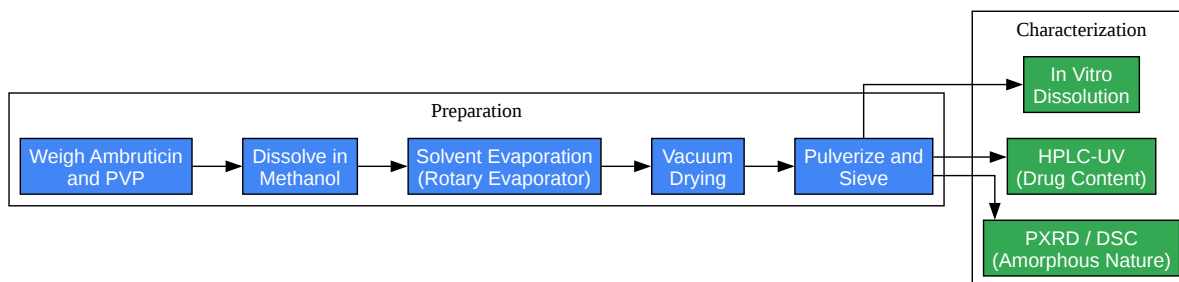 Characterization
In Vitro
Dissolution
Preparation
Weigh Ambruticin
and PVP
Dissolve in
Methanol
Solvent Evaporation
(Rotary Evaporator)
Vacuum
Drying
Pulverize and
Sieve
HPLC-UV
(Drug Content)
PXRD / DSC
(Amorphous Nature)